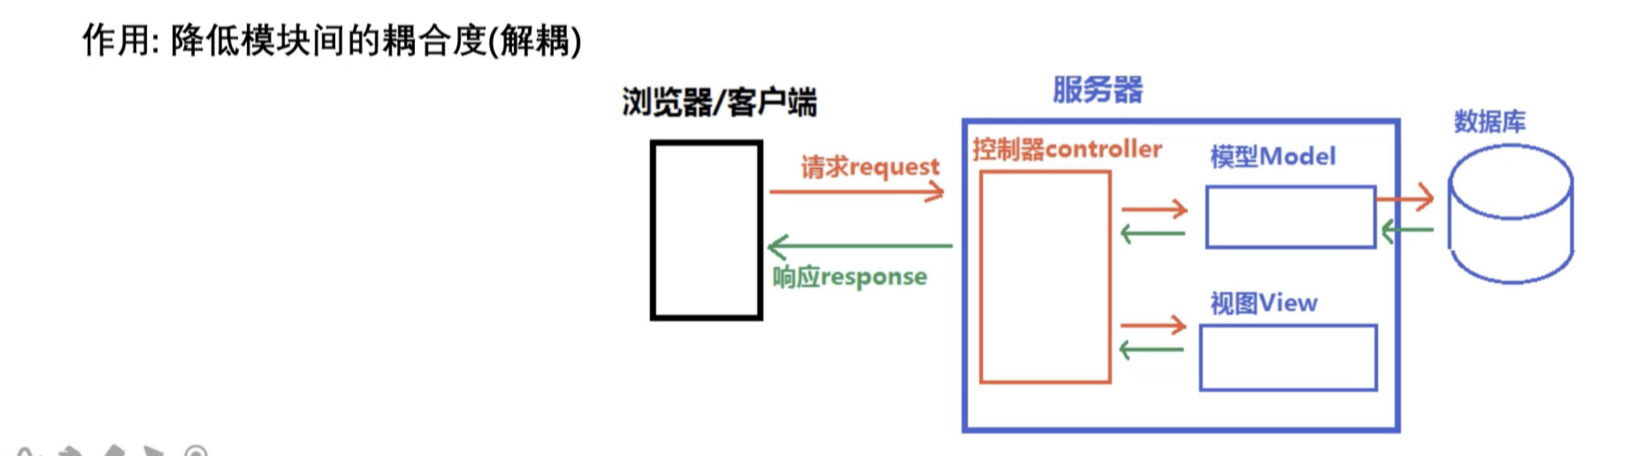 作用: 降低模块间的耦合度(解耦)
浏览器/客户端
服务器
数据库
请求request
控制器controller
模型Model
响应response
视图View